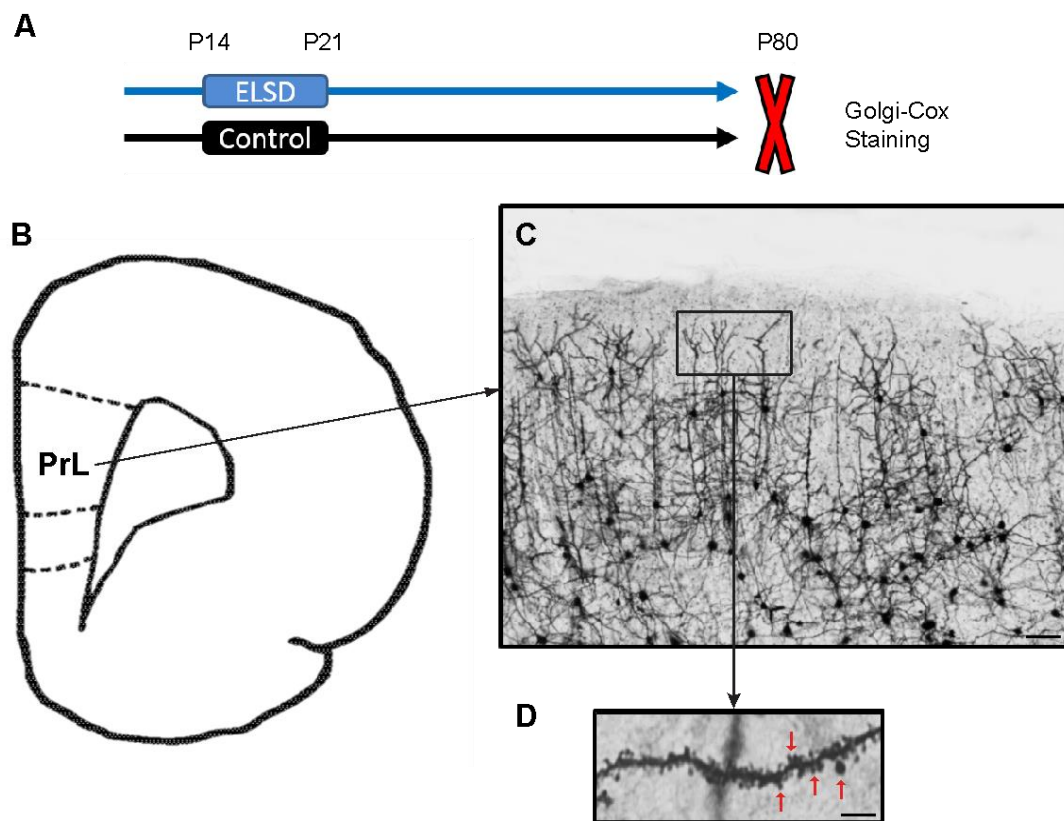 A
P14 P21 P80
ELSD
Control
Golgi-Cox
Staining
B
PrL
C
D